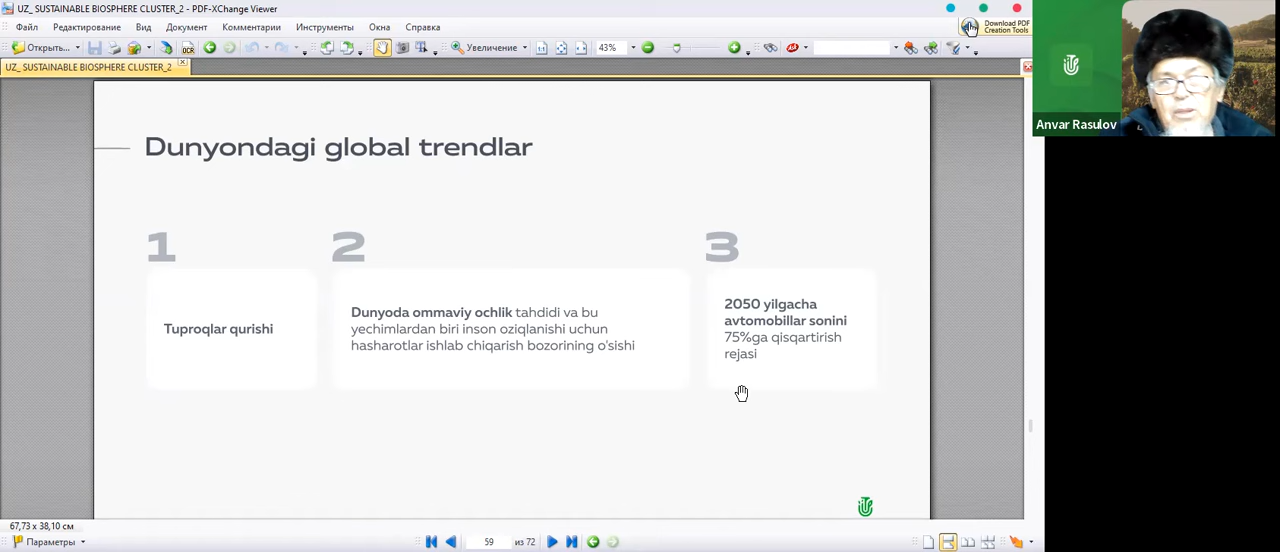 UZ_ SUSTAINABLE BIOSPHERE CLUSTER_2 - PDF-XChange Viewer
Файл Редактирование Вид Документ Комментарии Инструменты Окна Справка
Download PDF
Creation Tools
Открыть...
OCR
Увеличение
43%
UZ_ SUSTAINABLE BIOSPHERE CLUSTER_2
Anvar Rasulov
Dunyondagi global trendlar
1
Tuproqlar qurishi
2
Dunyoda ommaviy ochlik tahdidi va bu
yechimlardan biri inson oziqlanishi uchun
hasharotlar ishlab chiqarish bozorining o'sishi
3
2050 yilgacha
avtomobillar sonini
75%ga qisqartirish
rejasi
67,73 x 38,10 см
Параметры
59 из 72